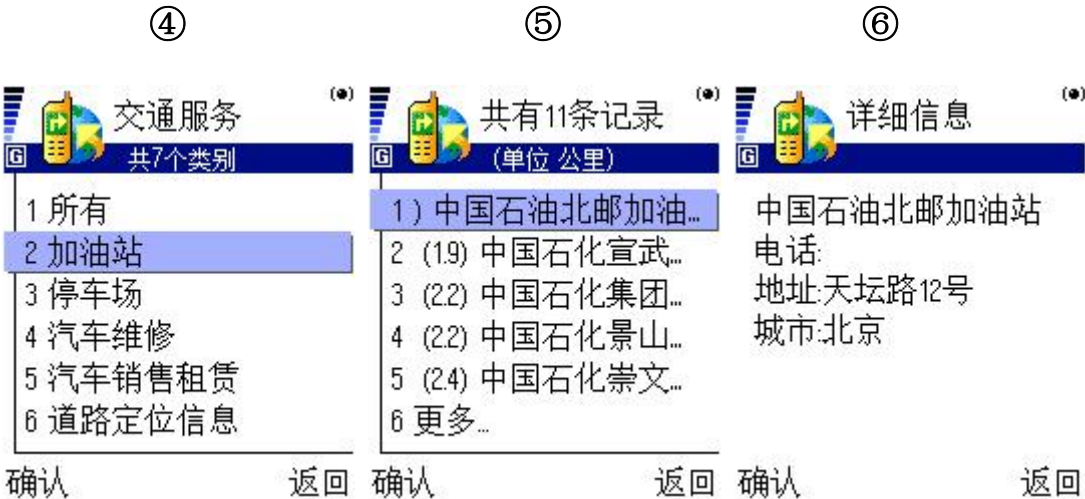 ④
⑤
⑥
交通服务
共7个类别
G
1 所有
2 加油站
3 停车场
4 汽车维修
5 汽车销售租赁
6 道路定位信息
确认 返回
共有11条记录
(单位 公里)
G
1 ) 中国石油北邮加油...
2 (1.9) 中国石化宣武...
3 (2.2) 中国石化集团...
4 (2.2) 中国石化景山...
5 (2.4) 中国石化崇文...
6 更多...
确认 返回
详细信息
G
中国石油北邮加油站
电话:
地址:天坛路12号
城市:北京
确认 返回